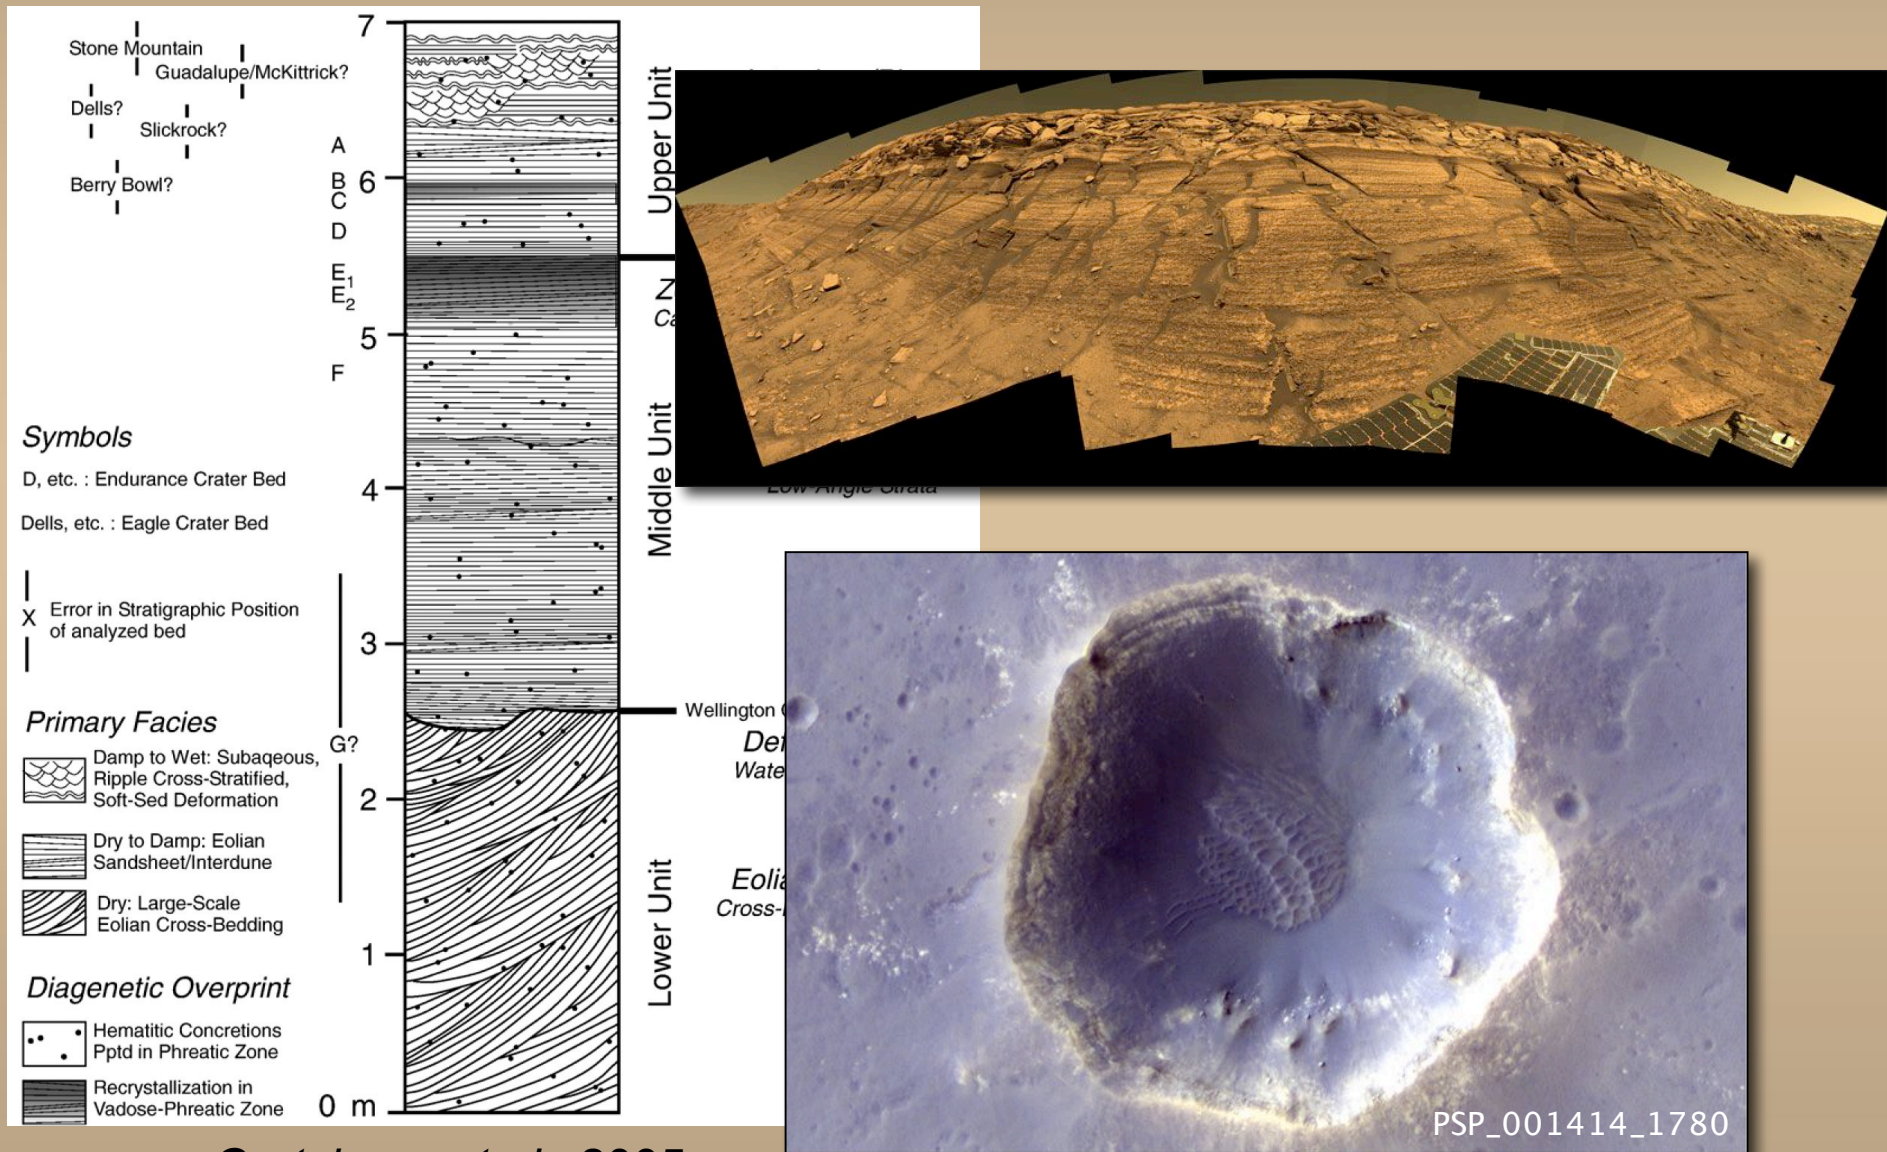 7
Stone Mountain
Guadalupe/McKittrick?
Dells?
Slickrock?
Berry Bowl?
A
B
6
C
D
E1
E2
5
F
4
3
G?
2
1
0 m
Upper Unit
Middle Unit
Lower Unit
Symbols
D, etc. : Endurance Crater Bed
Dells, etc. : Eagle Crater Bed
X
Error in Stratigraphic Position
of analyzed bed
Primary Facies
Damp to Wet: Subaqeous,
Ripple Cross-Stratified,
Soft-Sed Deformation
Dry to Damp: Eolian
Sandsheet/Interdune
Dry: Large-Scale
Eolian Cross-Bedding
Diagenetic Overprint
Hematitic Concretions
Pptd in Phreatic Zone
Recrystallization in
Vadose-Phreatic Zone
Low-Angle Strata
Wellington
PSP_001414_1780